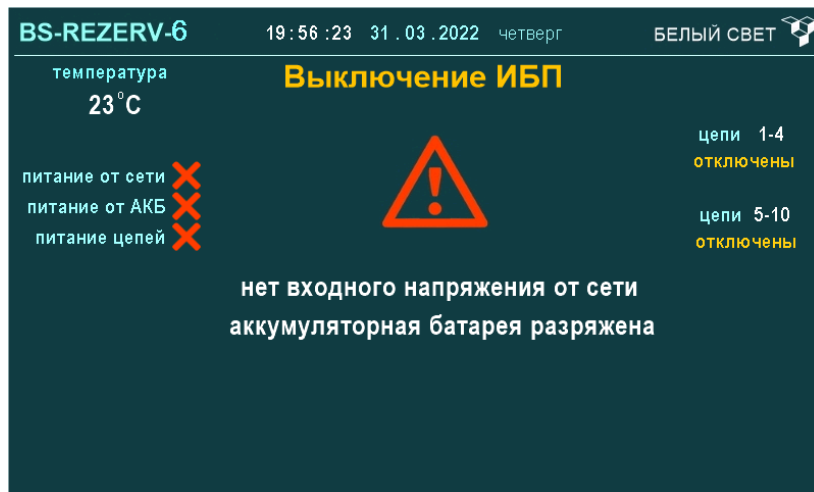 BS-REZERV-6 19:56:23 31.03.2022 четверг БЕЛЫЙ СВЕТ
температура
23°C
Выключение ИБП
цепи 1-4
отключены
питание от сети
питание от АКБ
питание цепей
цепи 5-10
отключены
нет входного напряжения от сети
аккумуляторная батарея разряжена